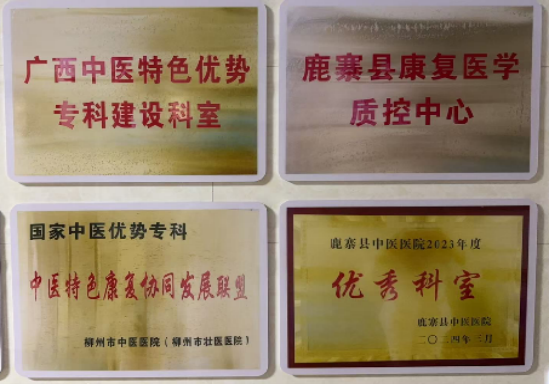 广西中医特色优势
专科建设科室
鹿寨县康复医学
质控中心
国家中医优势专科
中医特色康复协同发展联盟
柳州市中医医院（柳州市壮医医院）
鹿寨县中医医院2023年度
优秀科室
鹿寨县中医医院
二〇二四年三月